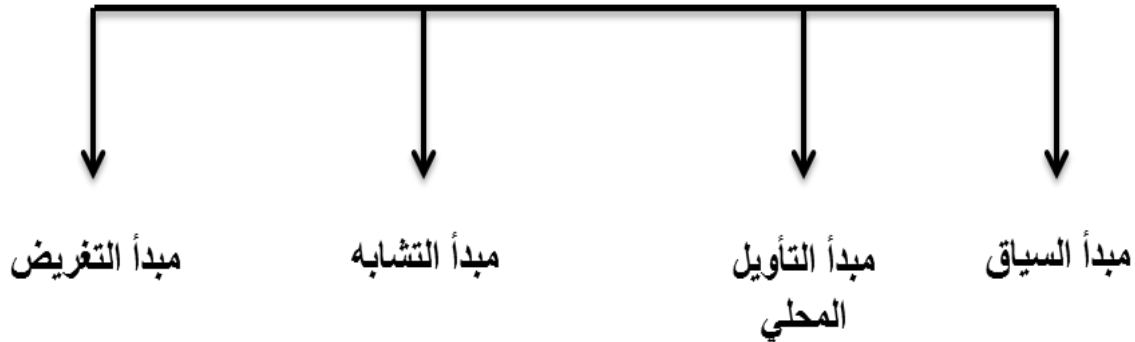 مبدأ السياق
مبدأ التأويل
المحلي
مبدأ التشابه
مبدأ التغريض